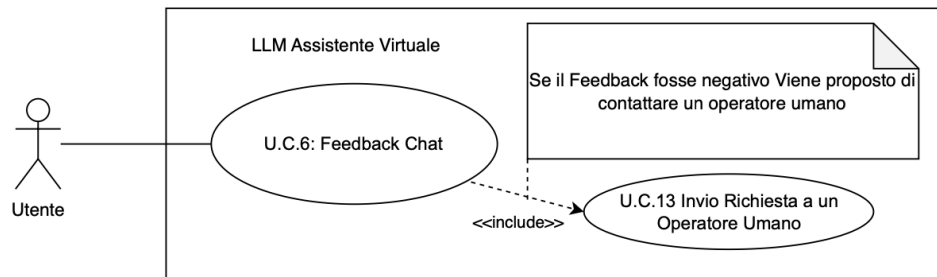 LLM Assistente Virtuale
Se il Feedback fosse negativo Viene proposto di
contattare un operatore umano
U.C.6: Feedback Chat
Utente
<<include>>
U.C.13 Invio Richiesta a un
Operatore Umano